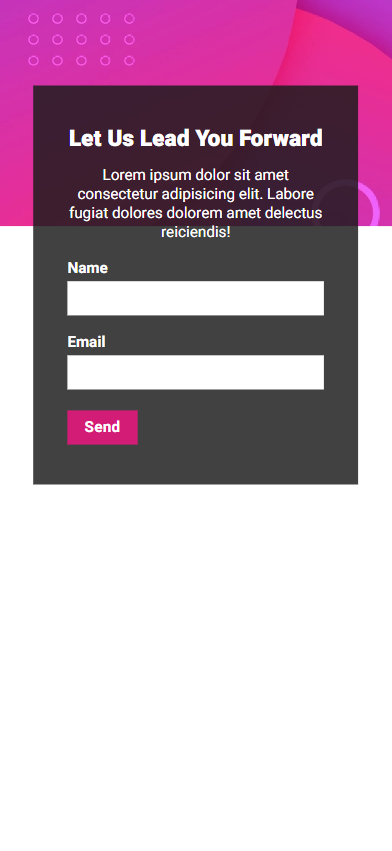 Let Us Lead You Forward
Lorem ipsum dolor sit amet
consectetur adipisicing elit. Labore
fugiat dolores dolorem amet delectus
reiciendis!
Name
Email
Send